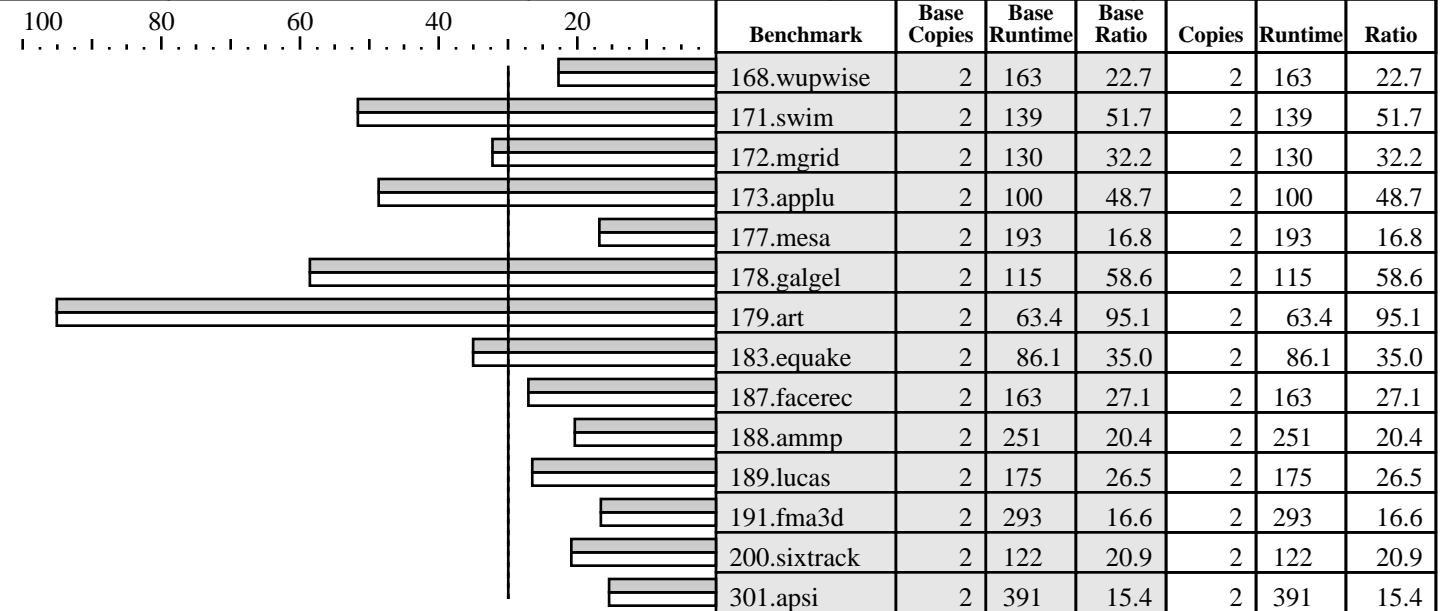 100 80 60 40 20
Benchmark Base Copies Base Runtime Base Ratio Copies Runtime Ratio
168.wupwise 2 163 22.7 2 163 22.7
171.swim 2 139 51.7 2 139 51.7
172.mgrid 2 130 32.2 2 130 32.2
173.applu 2 100 48.7 2 100 48.7
177.mesa 2 193 16.8 2 193 16.8
178.galgel 2 115 58.6 2 115 58.6
179.art 2 63.4 95.1 2 63.4 95.1
183.equake 2 86.1 35.0 2 86.1 35.0
187.facerec 2 163 27.1 2 163 27.1
188.ammp 2 251 20.4 2 251 20.4
189.lucas 2 175 26.5 2 175 26.5
191.fma3d 2 293 16.6 2 293 16.6
200.sixtrack 2 122 20.9 2 122 20.9
301.apsi 2 391 15.4 2 391 15.4